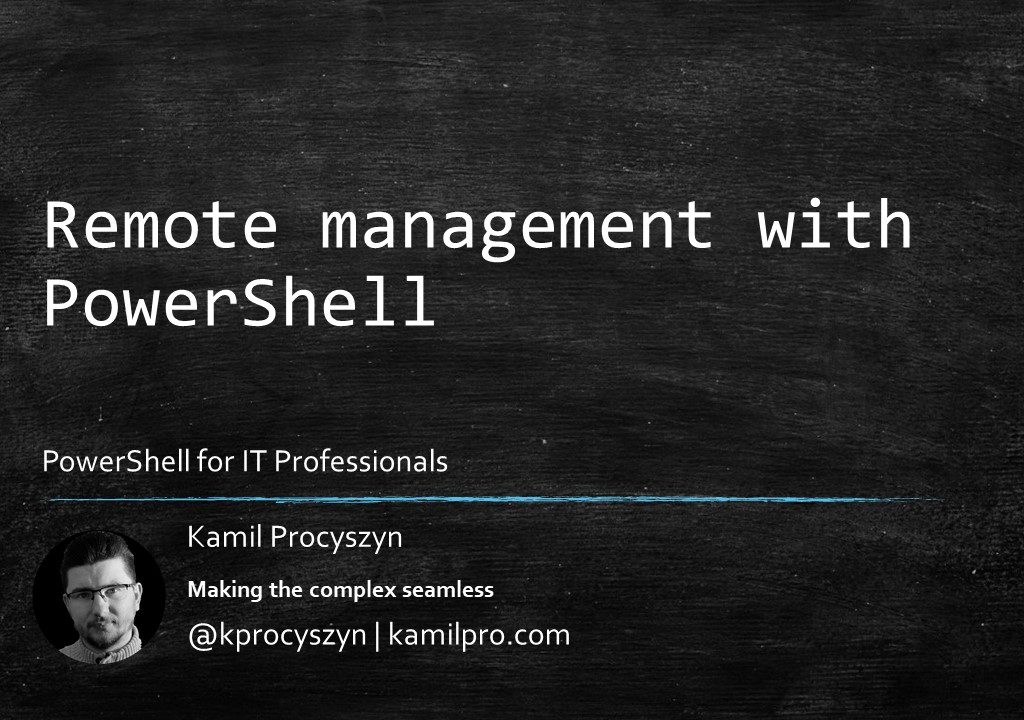 Remote management with
PowerShell
PowerShell for IT Professionals
Kamil Procyszyn
Making the complex seamless
@kprocyszyn | kamilpro.com